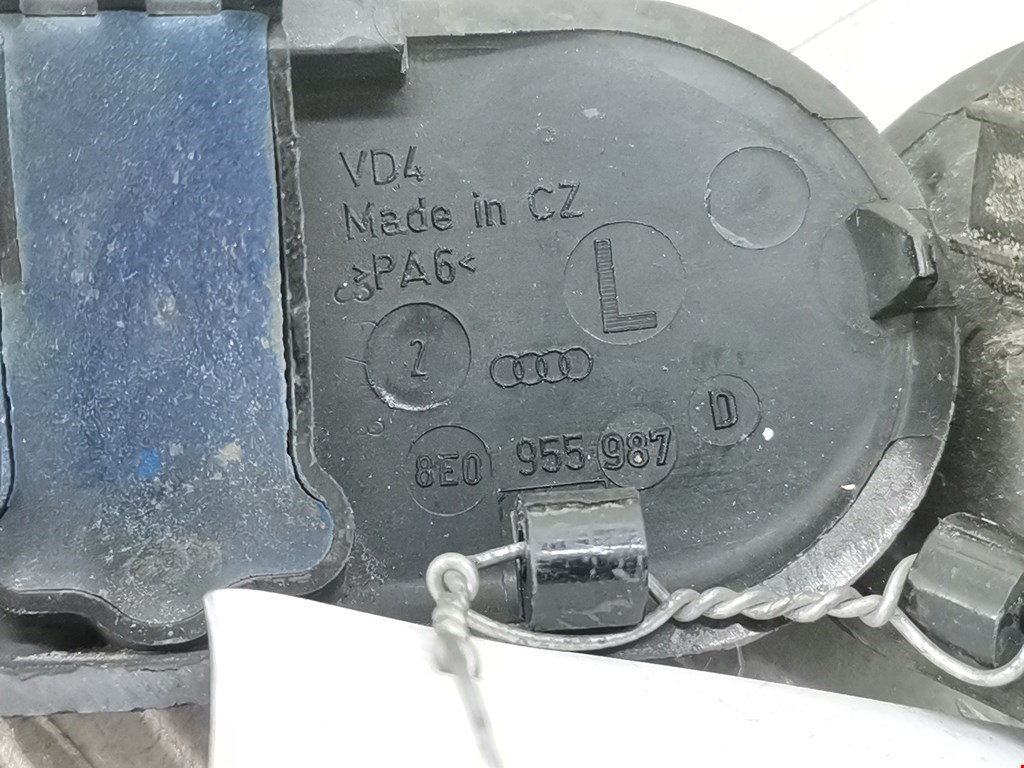 VD4
Made in CZ
>PA6<
L
2
8E0 955 987 D